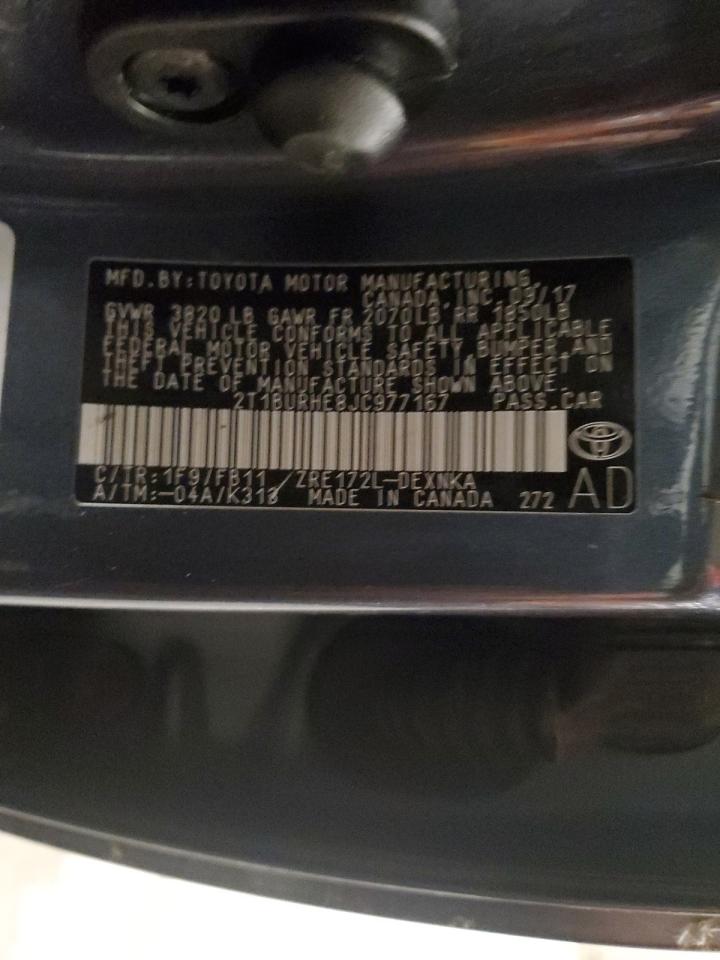 MFD.BY:TOYOTA MOTOR MANUFACTURING,
CANADA,INC. 09/17
GVWR 3820 LB GAWR FR 2070LB RR 1850LB
THIS VEHICLE CONFORMS TO ALL APPLICABLE
FEDERAL MOTOR VEHICLE SAFETY,BUMPER,AND
THEFT PREVENTION STANDARDS IN EFFECT ON
THE DATE OF MANUFACTURE SHOWN ABOVE.
2T1BURHE8JC977167 PASS.CAR
C/TR:1F9/FB11 ZRE172L-DEXNKA
A/TM:-04A/K313 MADE IN CANADA 272 AD